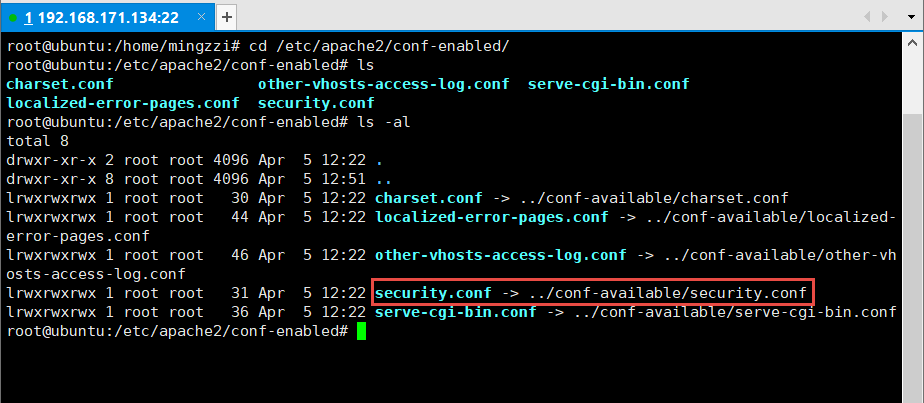 1 192.168.171.134:22 × +
root@ubuntu:/home/mingzzi# cd /etc/apache2/conf-enabled/
root@ubuntu:/etc/apache2/conf-enabled# ls
charset.conf other-vhosts-access-log.conf serve-cgi-bin.conf
localized-error-pages.conf security.conf
root@ubuntu:/etc/apache2/conf-enabled# ls -al
total 8
drwxr-xr-x 2 root root 4096 Apr 5 12:22 .
drwxr-xr-x 8 root root 4096 Apr 5 12:51 ..
lrwxrwxrwx 1 root root 30 Apr 5 12:22 charset.conf -> ../conf-available/charset.conf
lrwxrwxrwx 1 root root 44 Apr 5 12:22 localized-error-pages.conf -> ../conf-available/localized-
error-pages.conf
lrwxrwxrwx 1 root root 46 Apr 5 12:22 other-vhosts-access-log.conf -> ../conf-available/other-vh
osts-access-log.conf
lrwxrwxrwx 1 root root 31 Apr 5 12:22 security.conf -> ../conf-available/security.conf
lrwxrwxrwx 1 root root 36 Apr 5 12:22 serve-cgi-bin.conf -> ../conf-available/serve-cgi-bin.conf
root@ubuntu:/etc/apache2/conf-enabled#